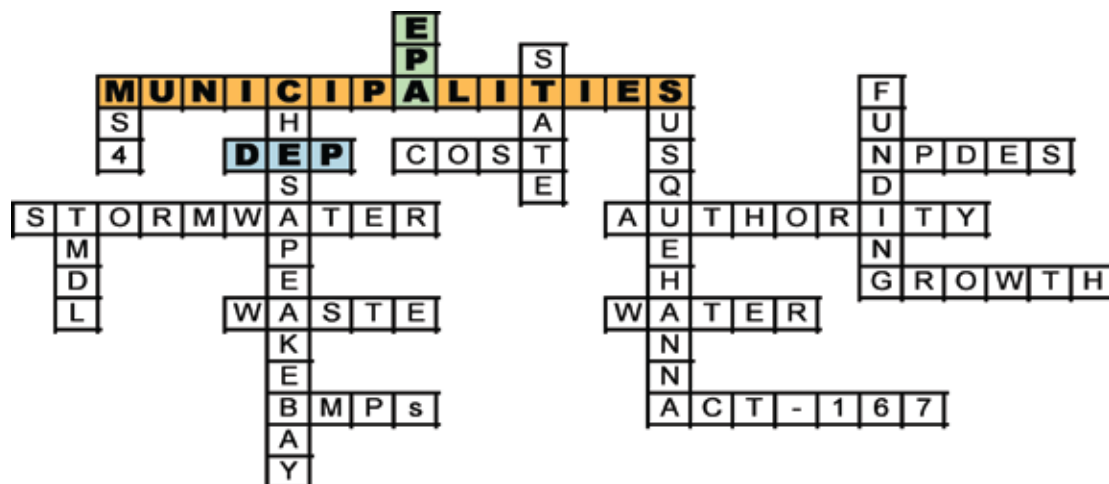 EPA
STATE
MUNICIPALITIES
MS4
CHESAPEAKEBAY
SUSQUEHANNA
FUNDING
DEP
COST
NPDES
STORMWATER
TMDL
AUTHORITY
GROWTH
WASTE
WATER
BMPs
ACT-167